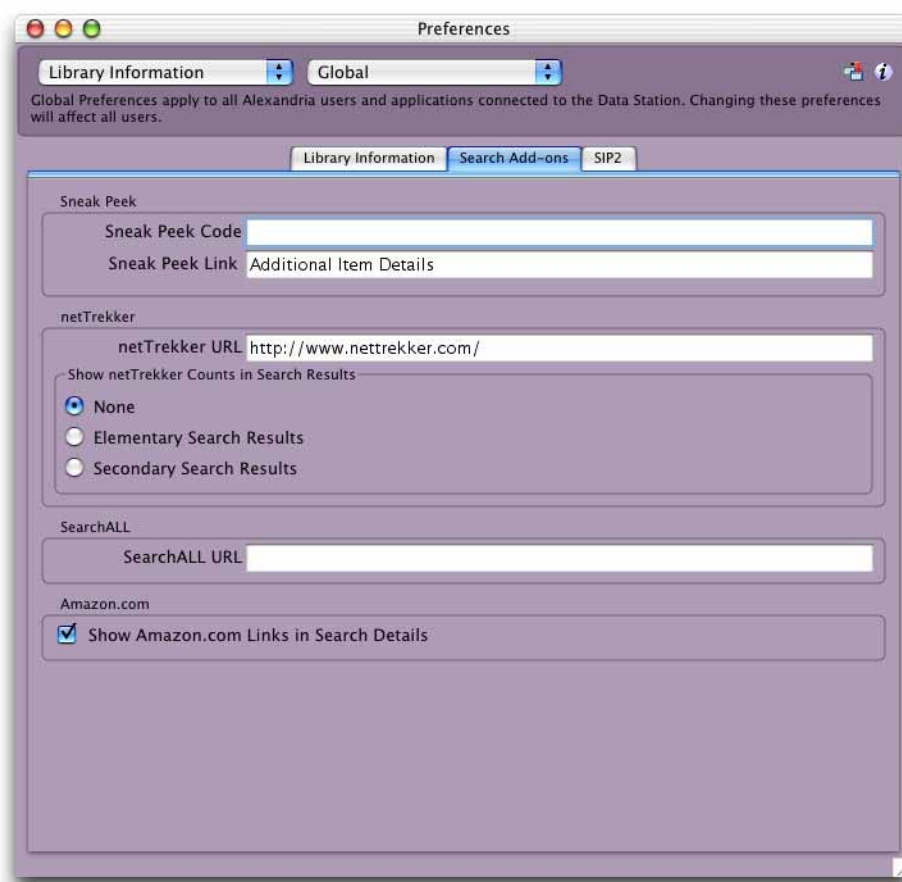 Preferences
Library Information Global
Global Preferences apply to all Alexandria users and applications connected to the Data Station. Changing these preferences
will affect all users.
Library Information Search Add-ons SIP2
Sneak Peek
Sneak Peek Code
Sneak Peek Link Additional Item Details
netTrekker
netTrekker URL http://www.nettrekker.com/
Show netTrekker Counts in Search Results
None
Elementary Search Results
Secondary Search Results
SearchALL
SearchALL URL
Amazon.com
Show Amazon.com Links in Search Details